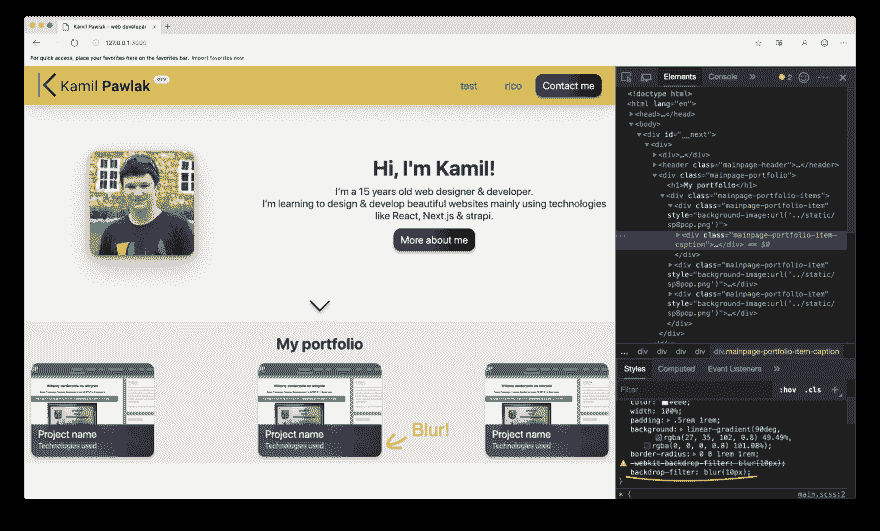 Kamil Pawlak - web developer
127.0.0.1:3000
For quick access, place your favorites here on the favorites bar. Import favorites now
Kamil Pawlak
test
rico
Contact me
Hi, I'm Kamil!
I'm a 15 years old web designer & developer.
I'm learning to design & develop beautiful websites mainly using technologies
like React, Next.js & strapi.
More about me
My portfolio
Project name
Technologies used
Project name
Technologies used
Project name
Technologies used
Blur!
Elements
Console
2
<!doctype html>
<html lang="en">
<head>…</head>
<body>
<div id="__next">
<div>
<div>…</div>
<header class="mainpage-header">…</header>
<div class="mainpage-portfolio">
<h1>My portfolio</h1>
<div class="mainpage-portfolio-items">
<div class="mainpage-portfolio-item"
style="background-image:url('../static/
sp8pop.png')">
<div class="mainpage-portfolio-item-
caption">…</div> == $0
</div>
<div class="mainpage-portfolio-item"
style="background-image:url('../static/
sp8pop.png')">…</div>
<div class="mainpage-portfolio-item"
style="background-image:url('../static/
sp8pop.png')">…</div>
</div>
</div>
… div div div div div.mainpage-portfolio-item-caption
Styles
Computed
Event Listeners
Filter
:hov .cls +
color: #eee;
width: 100%;
padding: .5rem 1rem;
background: linear-gradient(90deg,
rgba(27, 35, 102, 0.8) 49.49%,
rgba(0, 0, 0, 0.8) 101.08%);
border-radius: 0 0 1rem 1rem;
-webkit-backdrop-filter: blur(10px);
backdrop-filter: blur(10px);
}
* {
main.scss:2